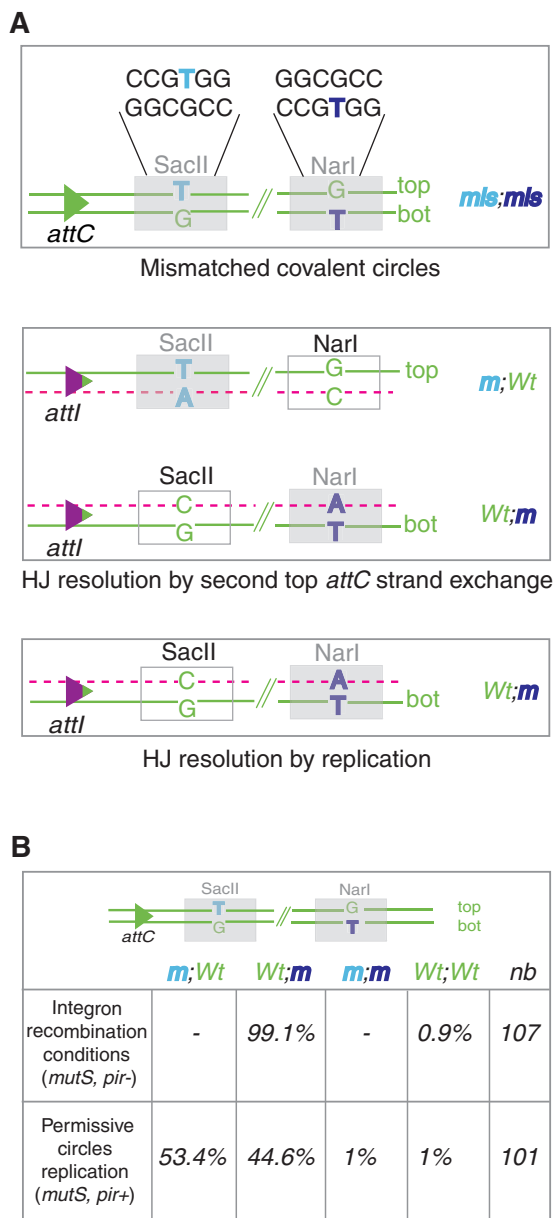 A
CCGTGG GGCGCC
GGCGCC CCGTGG
SacII NarI
T G top
G T bot
attC
mls;mls
Mismatched covalent circles
SacII NarI
T G top
A C
attI
m;Wt
SacII NarI
C A
G T bot
attI
Wt;m
HJ resolution by second top attC strand exchange
SacII NarI
C A
G T bot
attI
Wt;m
HJ resolution by replication
B
SacII NarI
T G top
G T bot
attC
m;Wt Wt;m m;m Wt;Wt nb
Integron
recombination
conditions
(mutS, pir-)
- 99.1% - 0.9% 107
Permissive
circles
replication
(mutS, pir+)
53.4% 44.6% 1% 1% 101